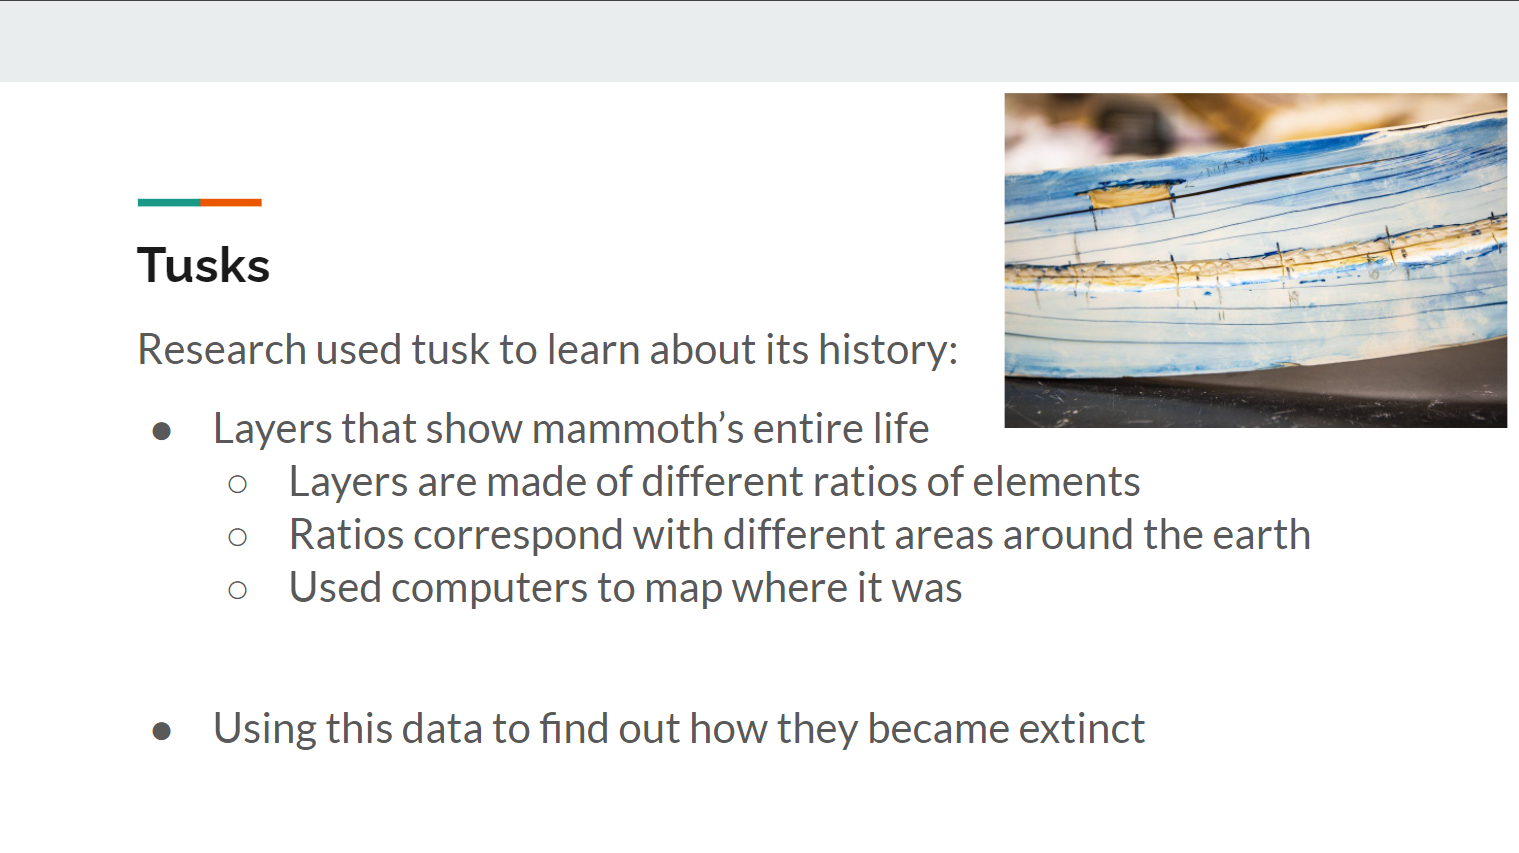 Tusks
Research used tusk to learn about its history:
● Layers that show mammoth’s entire life
○ Layers are made of different ratios of elements
○ Ratios correspond with different areas around the earth
○ Used computers to map where it was
● Using this data to find out how they became extinct